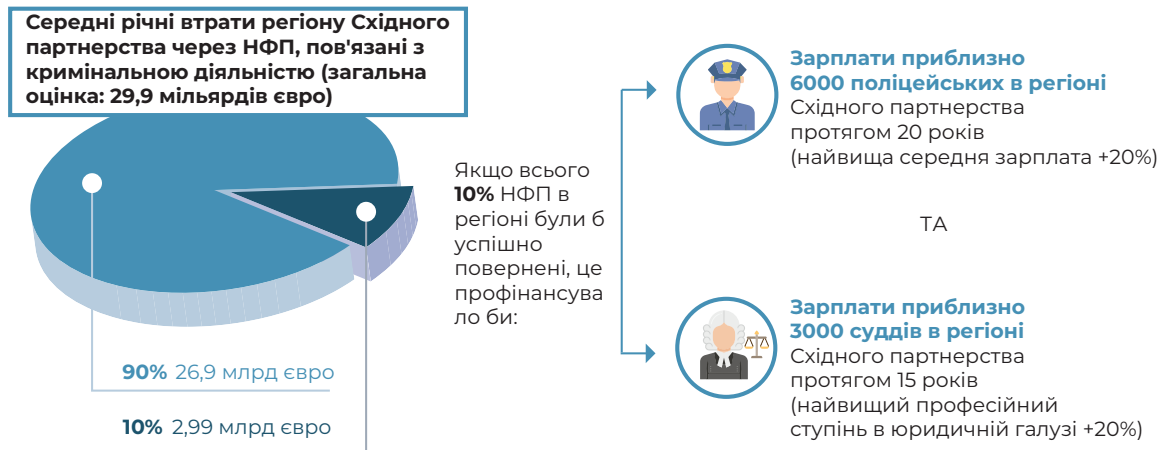 Середні річні втрати регіону Східного
партнерства через НФП, пов'язані з
кримінальною діяльністю (загальна
оцінка: 29,9 мільярдів євро)
90% 26,9 млрд євро
10% 2,99 млрд євро
Якщо всього
10% НФП в
регіоні були б
успішно
повернені, це
профінансува
ло би:
Зарплати приблизно
6000 поліцейських в регіоні
Східного партнерства
протягом 20 років
(найвища середня зарплата +20%)
ТА
Зарплати приблизно
3000 суддів в регіоні
Східного партнерства
протягом 15 років
(найвищий професійний
ступінь в юридичній галузі +20%)